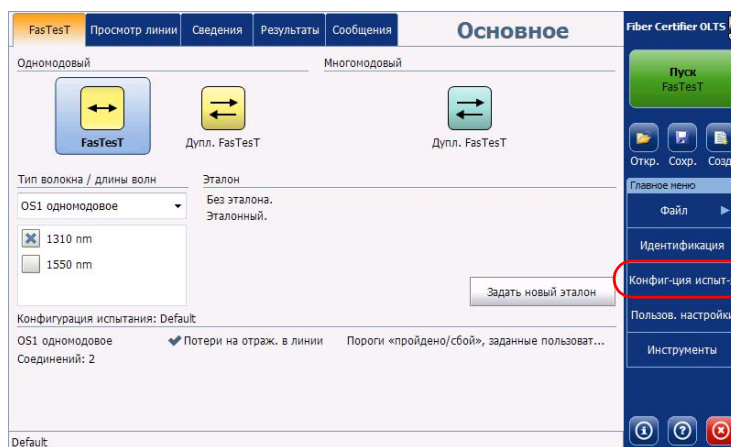 FasTesT Просмотр линии Сведения Результаты Сообщения Основное
Fiber Certifier OLTS
Одномодовый Многомодовый
Пуск
FasTesT
FasTesT Дупл. FasTesT Дупл. FasTesT
Откр. Сохр. Созд
Тип волокна / длины волн Эталон
Главное меню
OS1 одномодовое
Без эталона.
Эталонный.
Файл
1310 nm
1550 nm
Идентификация
Задать новый эталон
Конфиг-ция испыт-
Конфигурация испытания: Default
Пользов. настройки
OS1 одномодовое Потери на отраж. в линии Пороги «пройдено/сбой», заданные пользоват...
Соединений: 2
Инструменты
Default